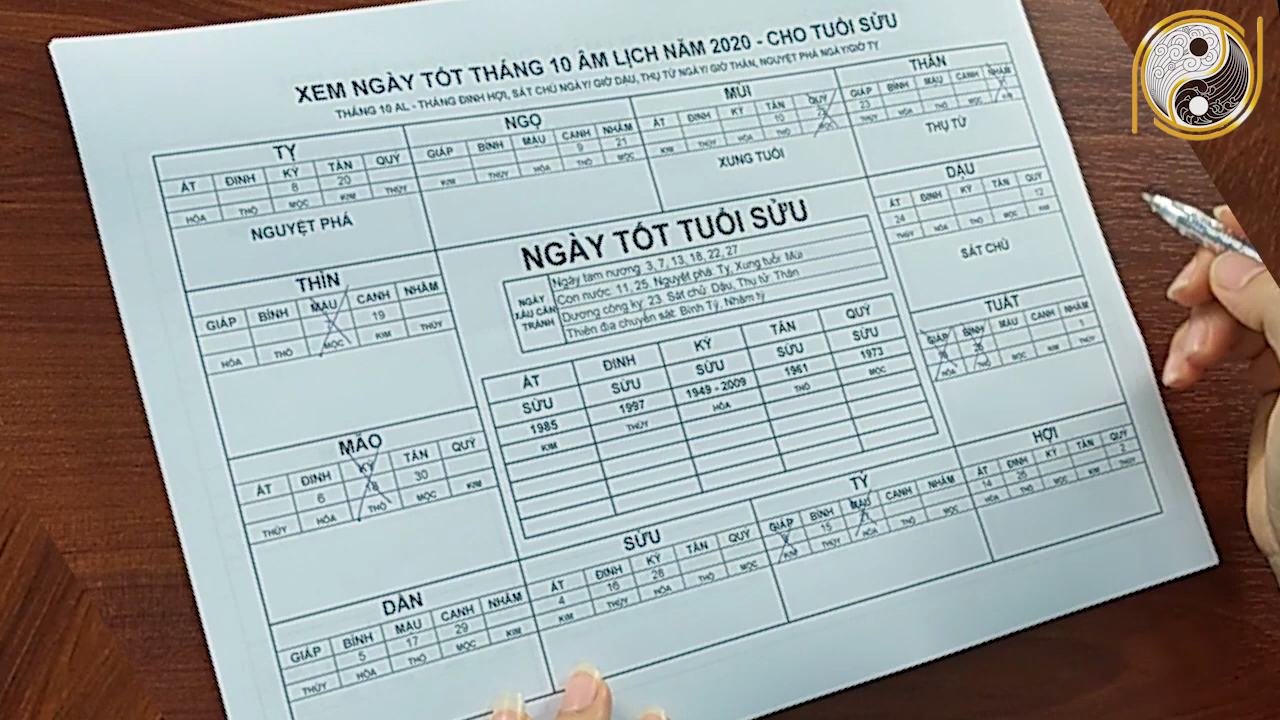 XEM NGÀY TỐT THÁNG 10 ÂM LỊCH NĂM 2020 - CHO TUỔI SỬU
THÁNG 10 AL - THÁNG ĐINH HỢI, SÁT CHỦ NGÀY/ GIỜ DẬU, THỤ TỬ NGÀY/ GIỜ THÂN, NGUYỆT PHÁ NGÀY/GIỜ TỴ
TỴ
ẤT ĐINH KỶ TÂN QUÝ
8 20
HỎA THỔ MỘC KIM THỦY
NGUYỆT PHÁ
NGỌ
GIÁP BÍNH MẬU CANH NHÂM
9 21
KIM THỦY HỎA THỔ MỘC
MÙI
ẤT ĐINH KỶ TÂN QUÝ
10
KIM THỦY HỎA THỔ MỘC
XUNG TUỔI
THÂN
GIÁP BÍNH MẬU CANH NHÂM
23
THỦY HỎA THỔ MỘC KIM
THỤ TỬ
THÌN
GIÁP BÍNH MẬU CANH NHÂM
19
HỎA THỔ MỘC KIM THỦY
NGÀY TỐT TUỔI SỬU
NGÀY XẤU CẦN TRÁNH
Ngày tam nương: 3, 7, 13, 18, 22, 27
Con nước: 11, 25. Nguyệt phá: Tỵ, Xung tuổi: Mùi
Dương công kỵ: 23. Sát chủ: Dậu, Thụ tử: Thân
Thiên địa chuyển sát: Bính Tý, Nhâm tý
ẤT ĐINH KỶ TÂN QUÝ
SỬU SỬU SỬU SỬU SỬU
1985 1997 1949 - 2009 1961 1973
KIM THỦY HỎA THỔ MỘC
DẬU
ẤT ĐINH KỶ TÂN QUÝ
24 12
THỦY HỎA THỔ MỘC KIM
SÁT CHỦ
TUẤT
GIÁP BÍNH MẬU CANH NHÂM
1
HỎA THỔ MỘC KIM THỦY
MÃO
ẤT ĐINH KỶ TÂN QUÝ
6 18 30
THỦY HỎA THỔ MỘC KIM
DẦN
GIÁP BÍNH MẬU CANH NHÂM
5 17 29
THỦY HỎA THỔ MỘC KIM
SỬU
ẤT ĐINH KỶ TÂN QUÝ
4 16 28
KIM THỦY HỎA THỔ MỘC
TÝ
GIÁP BÍNH MẬU CANH NHÂM
15
KIM THỦY HỎA THỔ MỘC
HỢI
ẤT ĐINH KỶ TÂN QUÝ
14 26 2
HỎA THỔ MỘC KIM THỦY